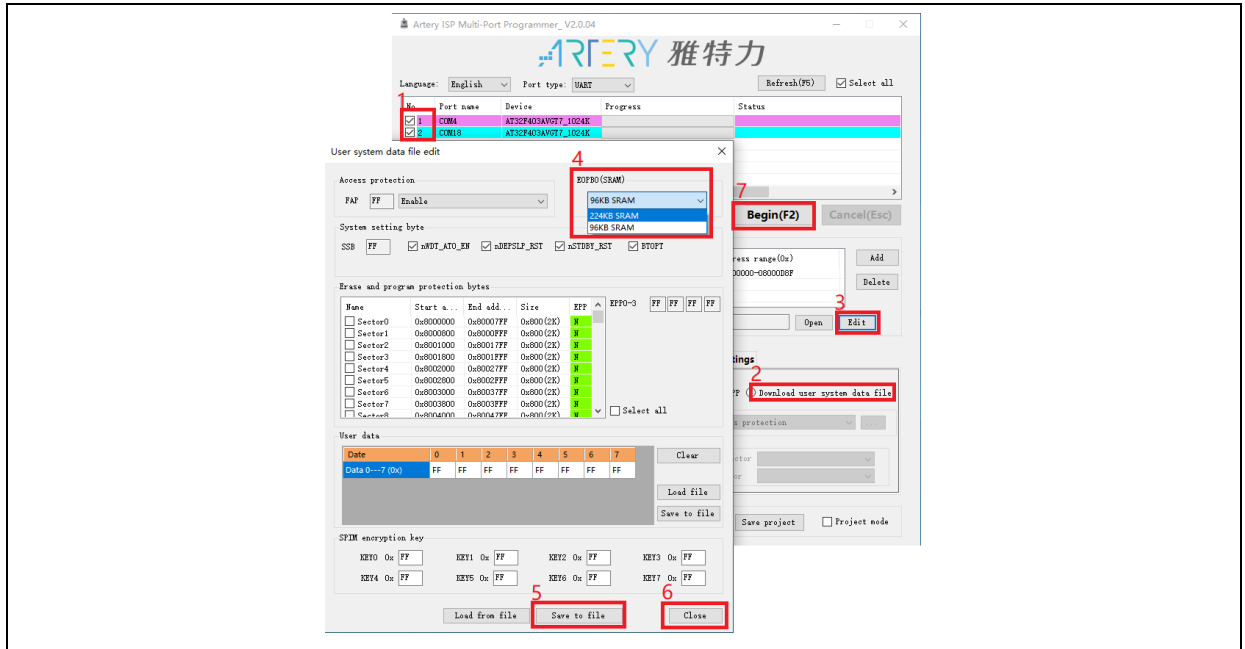 Artery ISP Multi-Port Programmer_ V2.0.04
ARTERY 雅特力
Language: English Port type: UART Refresh(F5) Select all
1
No. Port name Device Progress Status
1 COM4 AT32F403AVGT7_1024K
2 COM18 AT32F403AVGT7_1024K
User system data file edit
4
Access protection
FAP FF Enable
EOPB0(SRAM)
96KB SRAM
224KB SRAM
96KB SRAM
7
Begin(F2) Cancel(Esc)
System setting byte
SSB FF nWDT_ATO_EN nDEPSLP_RST nSTDBY_RST BTOPT
ress range(0x) Add
00000-08000D8F
Delete
Erase and program protection bytes
Name Start a... End add... Size EPP EPP0-3 FF FF FF FF
Sector0 0x8000000 0x80007FF 0x800(2K) N
Sector1 0x8000800 0x8000FFF 0x800(2K) N
Sector2 0x8001000 0x80017FF 0x800(2K) N
Sector3 0x8001800 0x8001FFF 0x800(2K) N
Sector4 0x8002000 0x80027FF 0x800(2K) N
Sector5 0x8002800 0x8002FFF 0x800(2K) N
Sector6 0x8003000 0x80037FF 0x800(2K) N
Sector7 0x8003800 0x8003FFF 0x800(2K) N
Sector8 0x8004000 0x80047FF 0x800(2K) N
Select all
3
Open Edit
tings
2
PP Download user system data file
s protection ...
ctor
or
User data
Date 0 1 2 3 4 5 6 7
Data 0---7 (0x) FF FF FF FF FF FF FF FF
Clear
Load file
Save to file
Save project Project mode
SPIM encryption key
KEY0 0x FF KEY1 0x FF KEY2 0x FF KEY3 0x FF
KEY4 0x FF KEY5 0x FF KEY6 0x FF KEY7 0x FF
5
6
Load from file Save to file Close